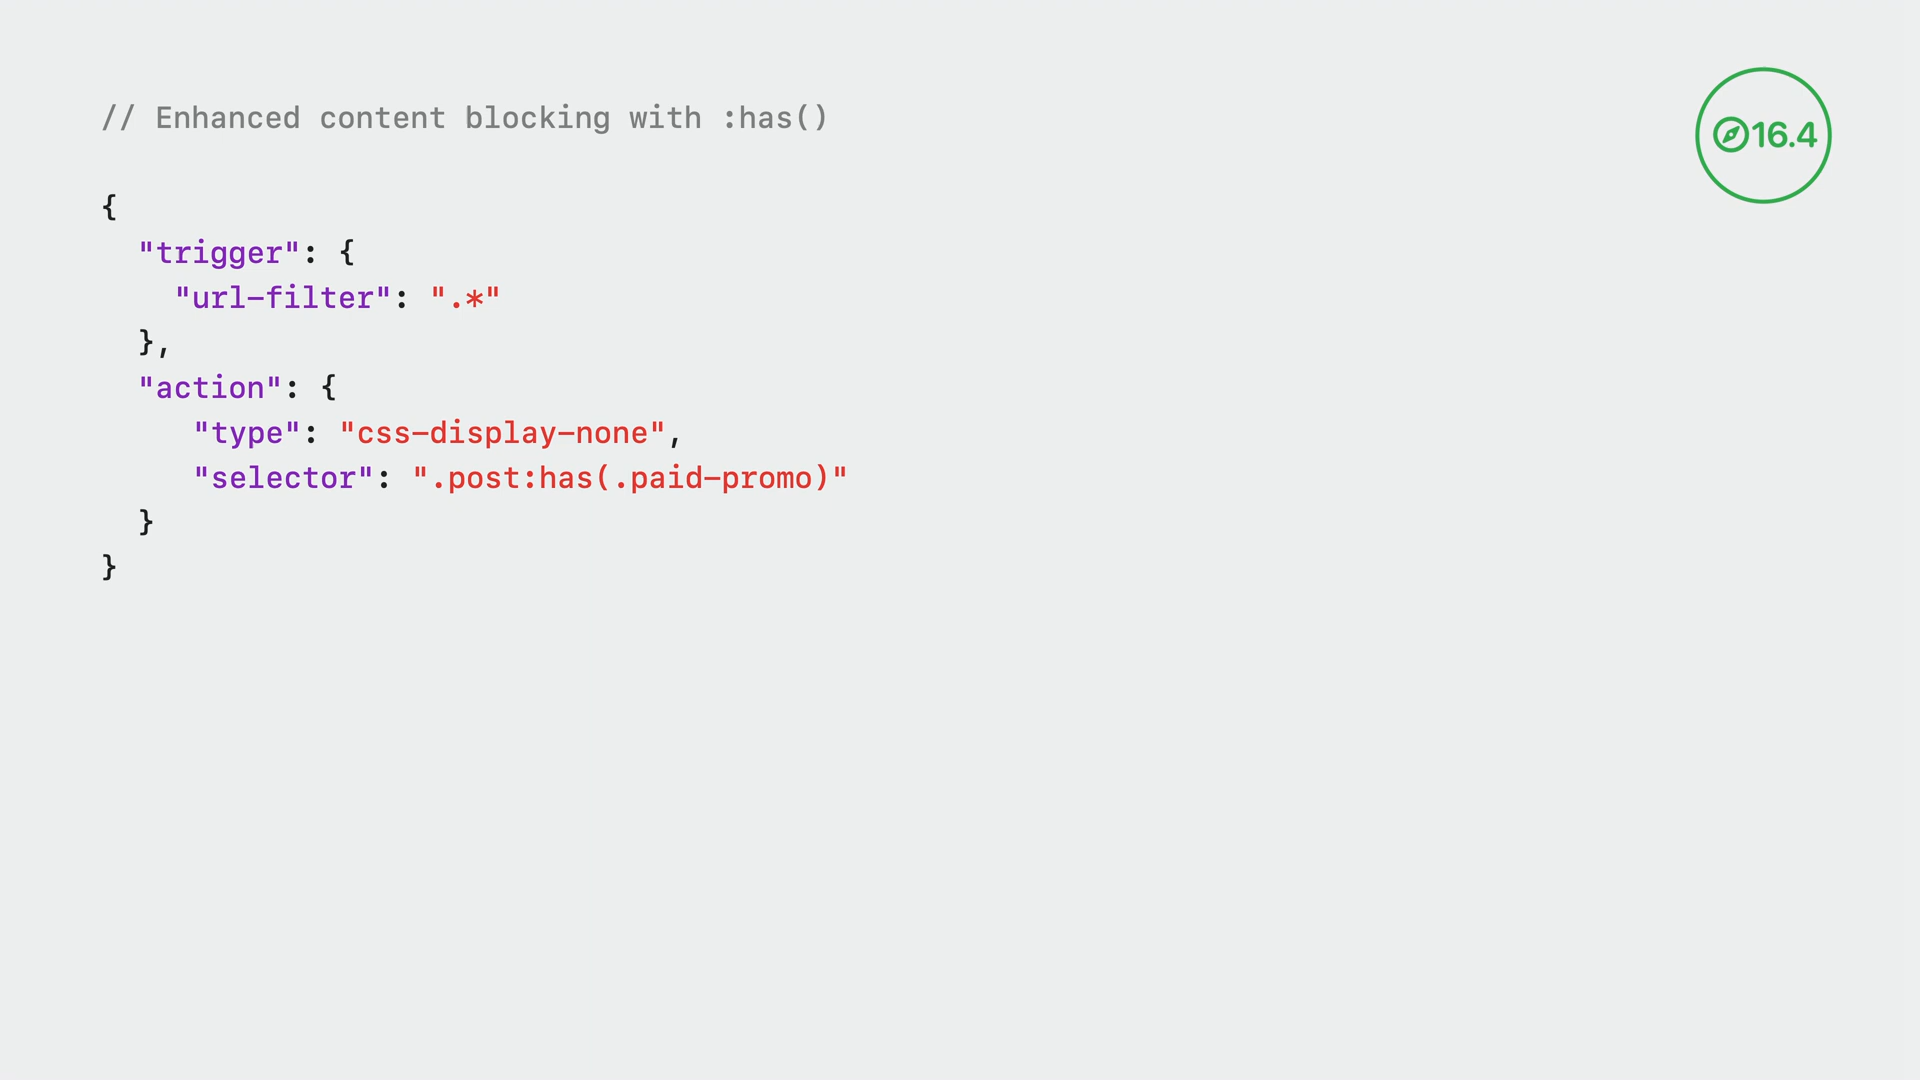 // Enhanced content blocking with :has()
16.4
{
  "trigger": {
    "url-filter": ".*"
  },
  "action": {
     "type": "css-display-none",
     "selector": ".post:has(.paid-promo)"
  }
}